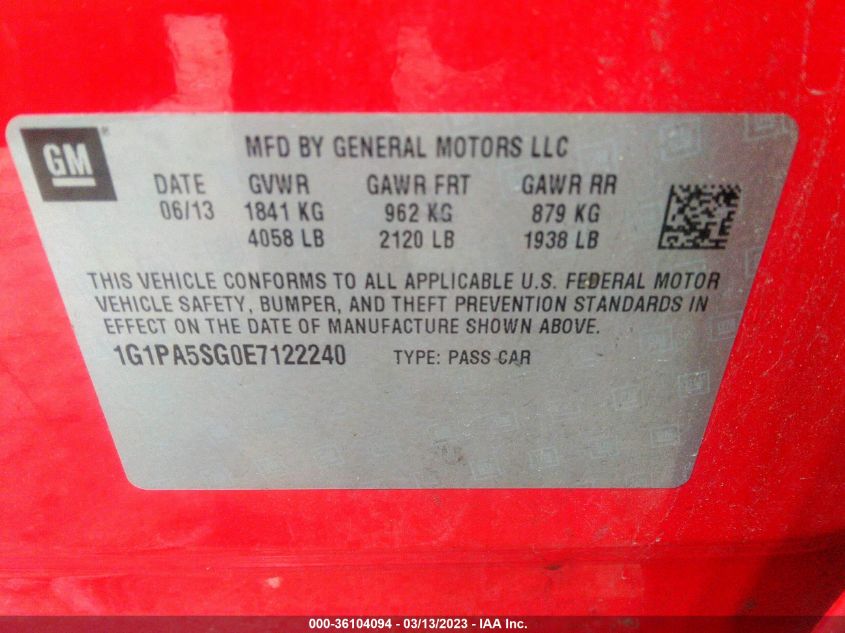 GM
MFD BY GENERAL MOTORS LLC
DATE GVWR GAWR FRT GAWR RR
06/13 1841 KG 962 KG 879 KG
4058 LB 2120 LB 1938 LB
THIS VEHICLE CONFORMS TO ALL APPLICABLE U.S. FEDERAL MOTOR
VEHICLE SAFETY, BUMPER, AND THEFT PREVENTION STANDARDS IN
EFFECT ON THE DATE OF MANUFACTURE SHOWN ABOVE.
1G1PA5SG0E7122240 TYPE: PASS CAR
000-36104094 - 03/13/2023 - IAA Inc.